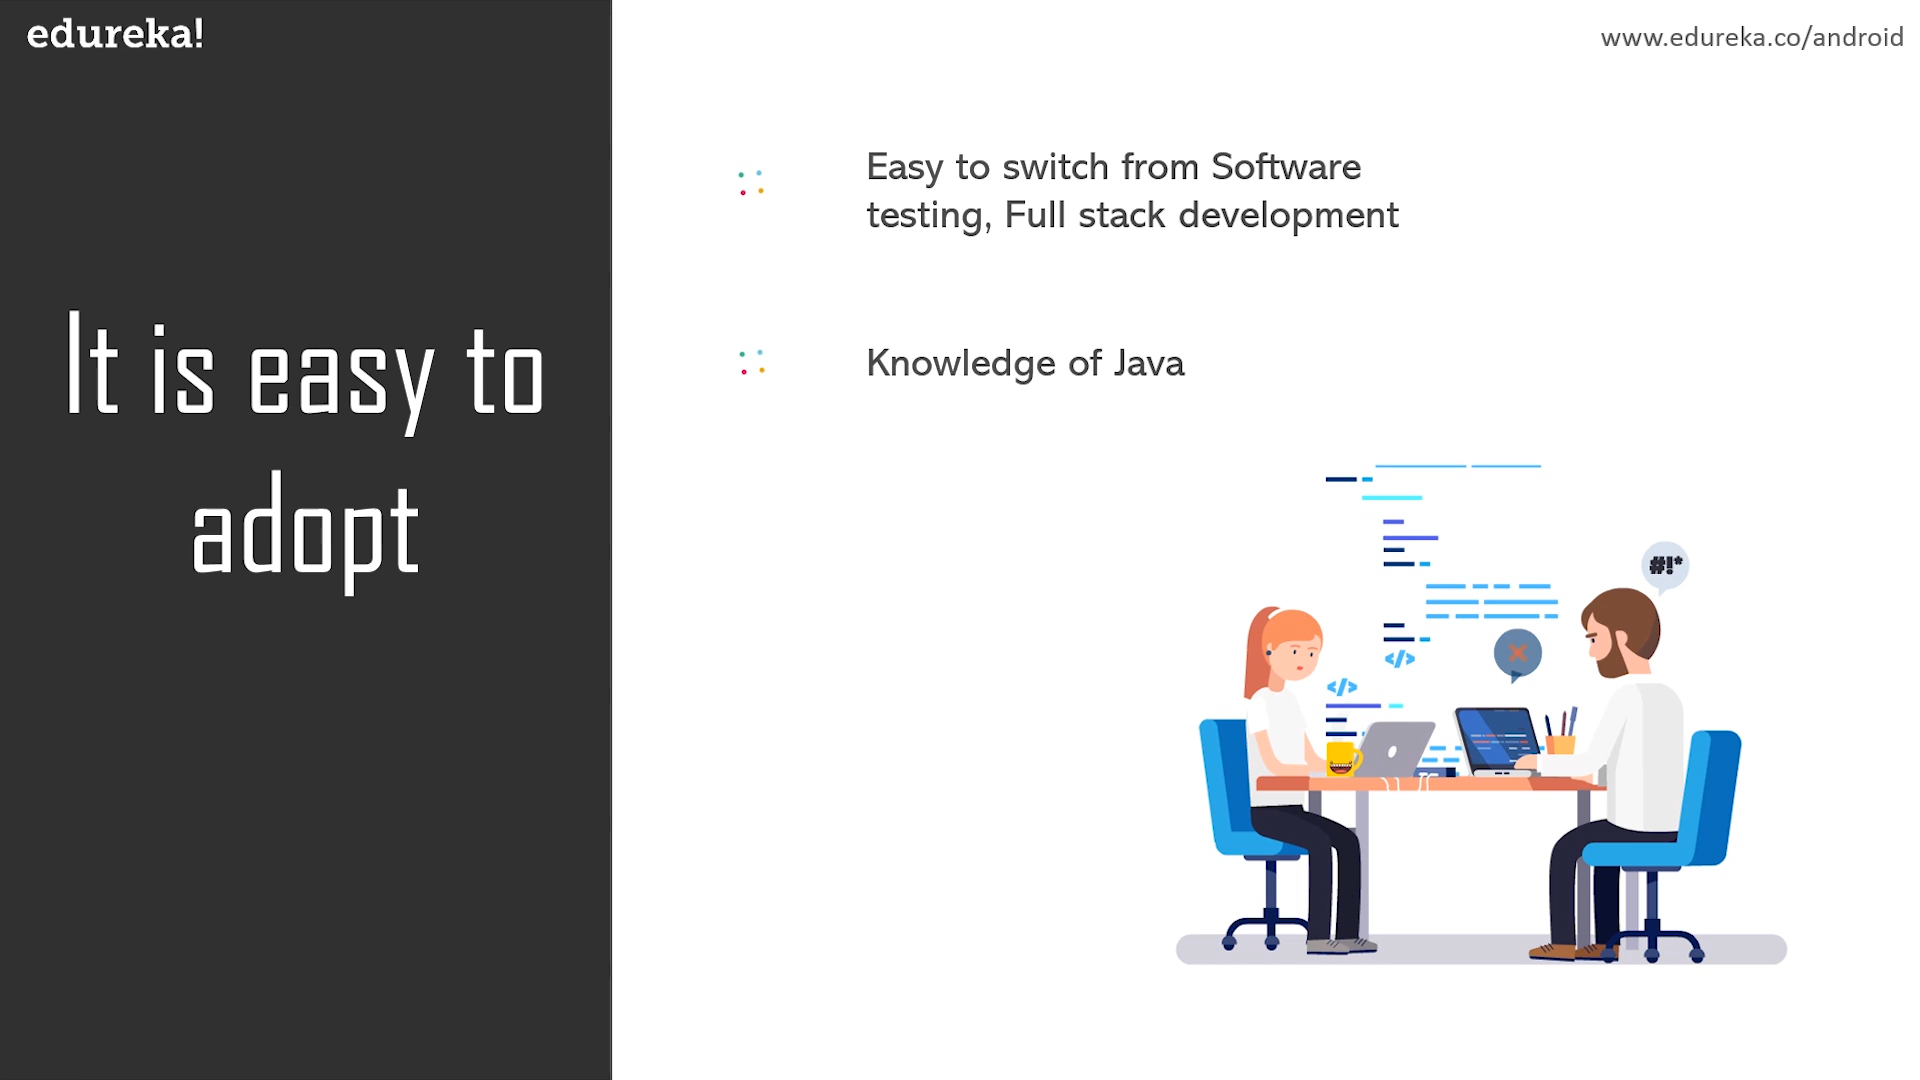 edureka!
www.edureka.co/android
It is easy to
adopt
Easy to switch from Software
testing, Full stack development
Knowledge of Java
#!*
</>
</>